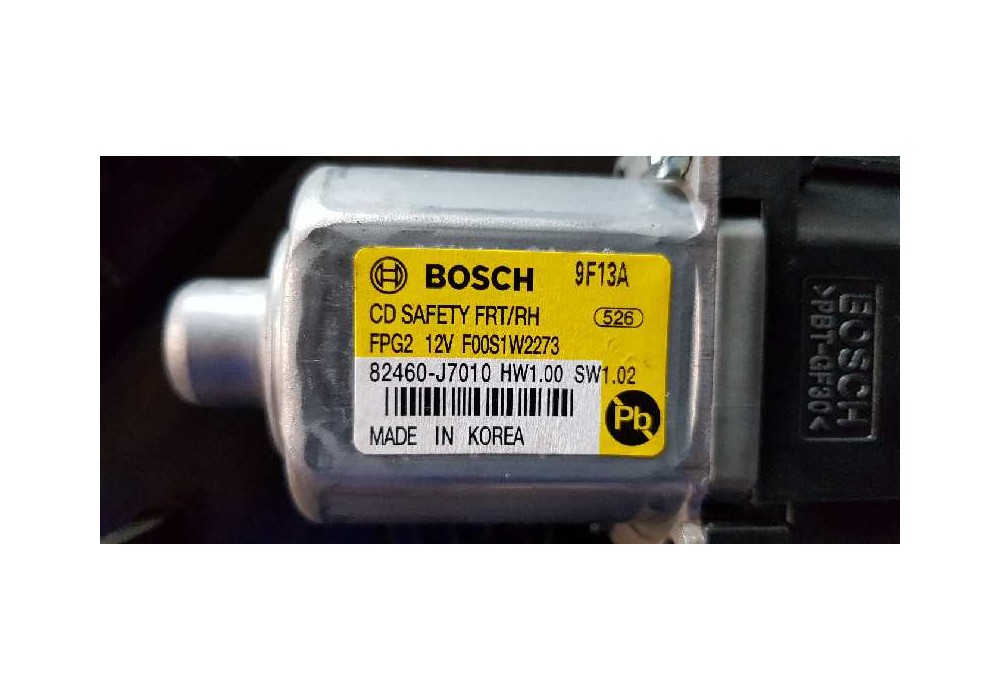 BOSCH 9F13A
CD SAFETY FRT/RH 526
FPG2 12V F00S1W2273
82460-J7010 HW1.00 SW1.02
Pb
MADE IN KOREA
BOSCH
>PBT-GF30<